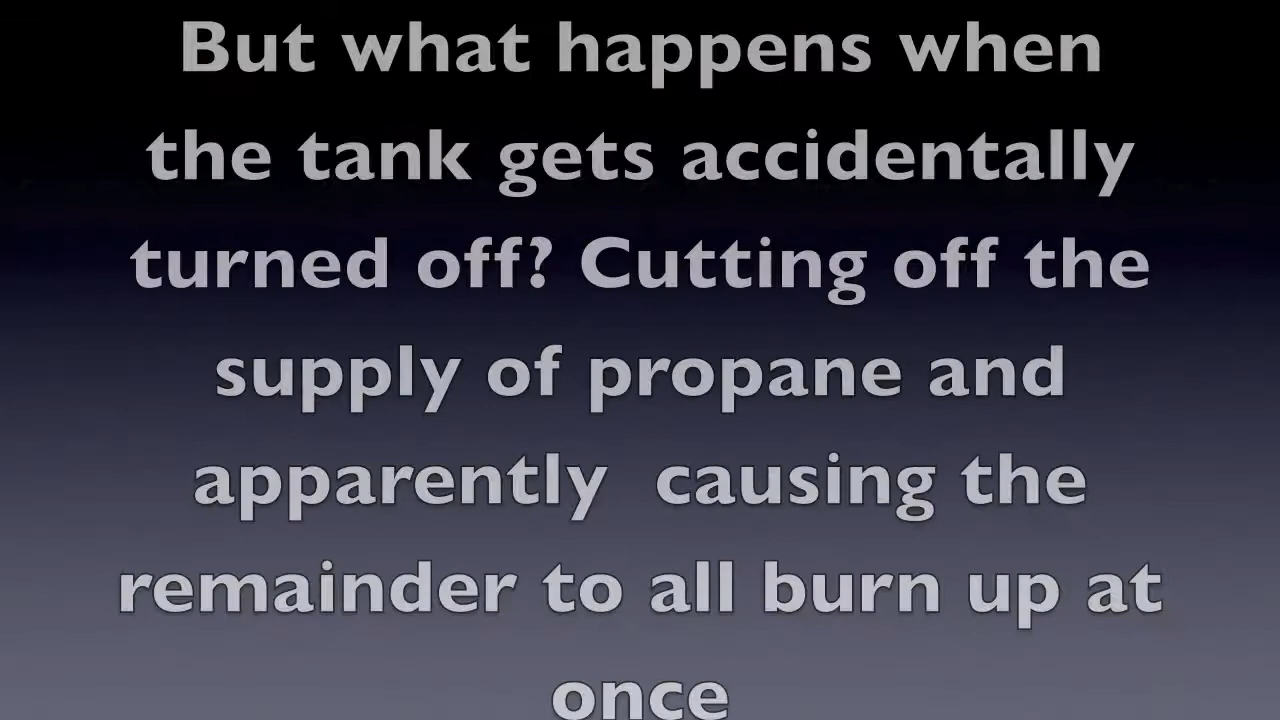 But what happens when
the tank gets accidentally
turned off? Cutting off the
supply of propane and
apparently  causing the
remainder to all burn up at
once